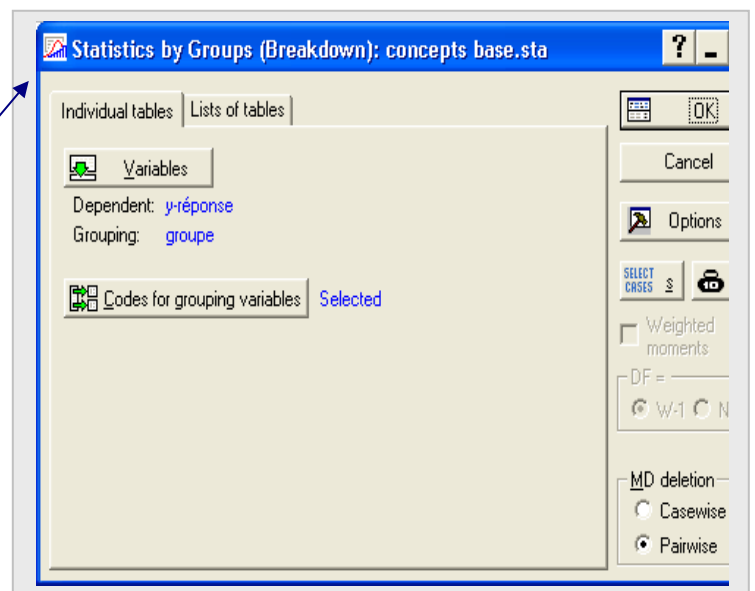 Statistics by Groups (Breakdown): concepts base.sta
Individual tables
Lists of tables
Variables
Dependent: y-réponse
Grouping: groupe
Codes for grouping variables
Selected
OK
Cancel
Options
SELECT
CASES
S
Weighted
moments
DF =
W-1
N
MD deletion
Casewise
Pairwise